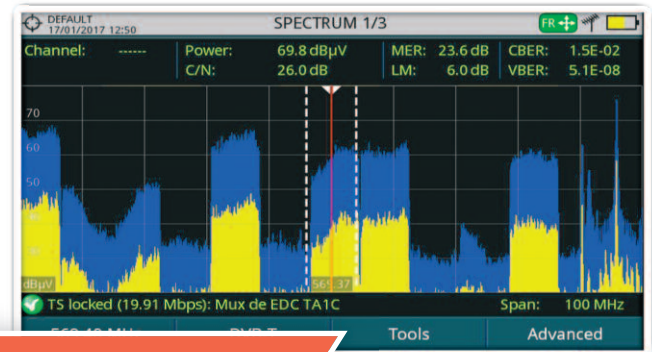 DEFAULT
17/01/2017 12:50
SPECTRUM 1/3
FR
Channel: ------
Power: 69.8 dBµV
MER: 23.6 dB
CBER: 1.5E-02
C/N: 26.0 dB
LM: 6.0 dB
VBER: 5.1E-08
70
60
50
dBµV
TS locked (19.91 Mbps): Mux de EDC TA1C
Span: 100 MHz
Tools
Advanced